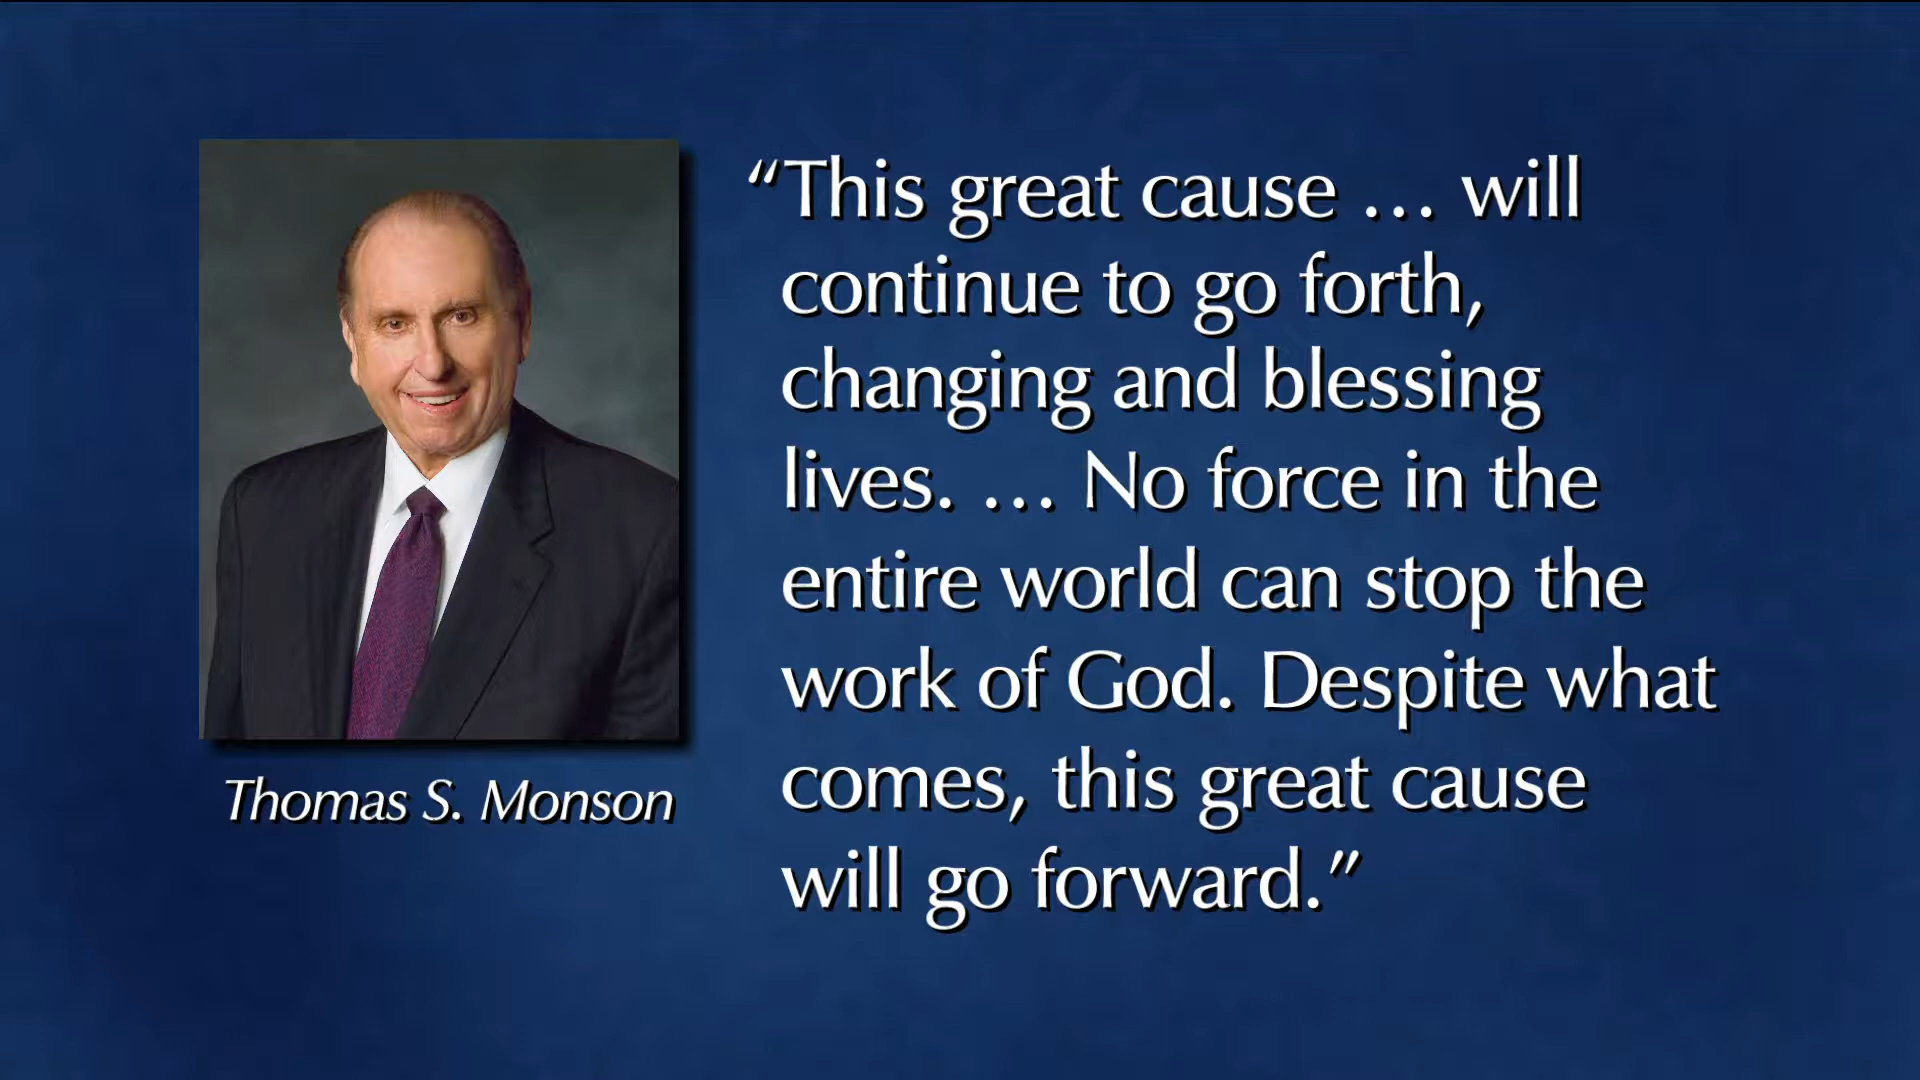 “This great cause … will
continue to go forth,
changing and blessing
lives. … No force in the
entire world can stop the
work of God. Despite what
comes, this great cause
will go forward.”
Thomas S. Monson